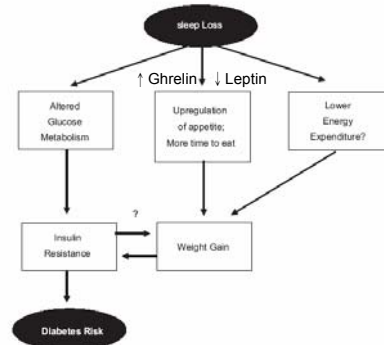 sleep Loss
↑ Ghrelin ↓ Leptin
Altered
Glucose
Metabolism
Upregulation
of appetite;
More time to eat
Lower
Energy
Expenditure?
?
Insulin
Resistance
Weight Gain
Diabetes Risk